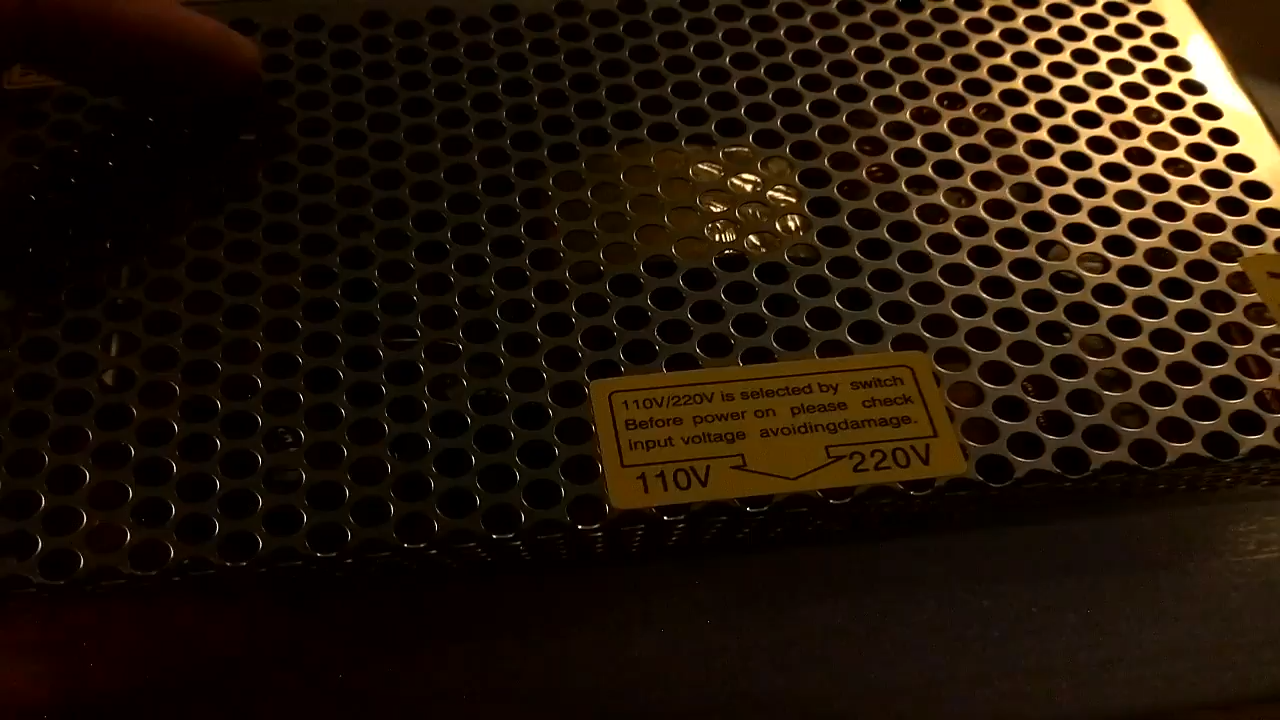 110V/220V is selected by switch
Before power on please check
input voltage avoidingdamage.
110V 220V